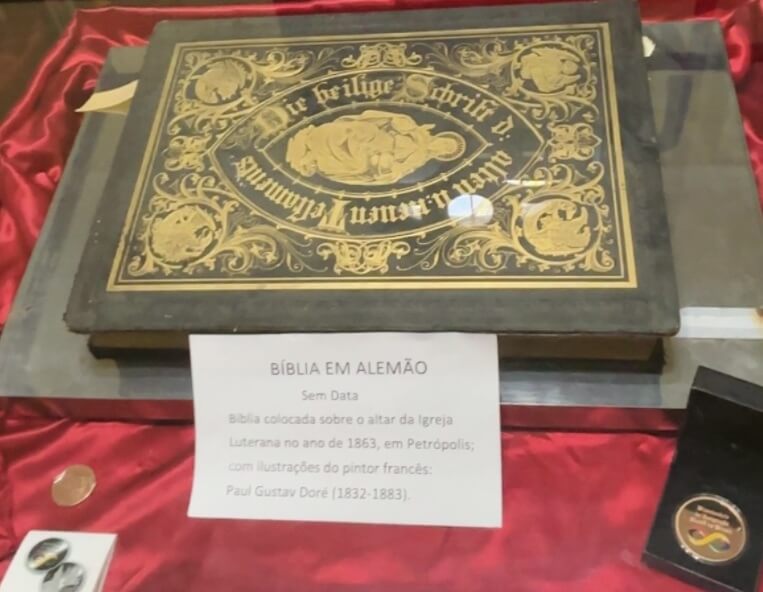 Die heilige Schrift d.
alten u. neuen Testaments
BÍBLIA EM ALEMÃO
Sem Data
Bíblia colocada sobre o altar da Igreja
Luterana no ano de 1863, em Petrópolis;
com ilustrações do pintor francês:
Paul Gustav Doré (1832-1883).